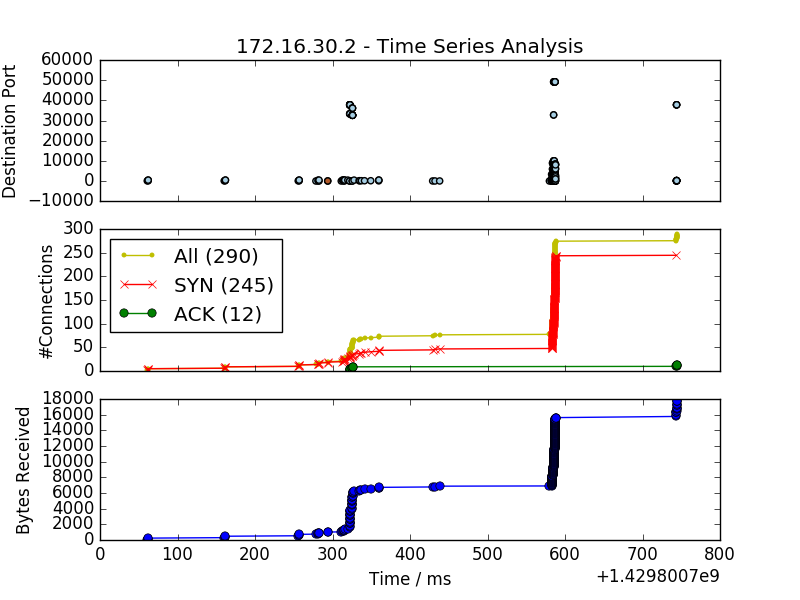 172.16.30.2 - Time Series Analysis
Destination Port
60000
50000
40000
30000
20000
10000
0
−10000
#Connections
300
250
200
150
100
50
0
All (290)
SYN (245)
ACK (12)
Bytes Received
18000
16000
14000
12000
10000
8000
6000
4000
2000
0
0 100 200 300 400 500 600 700 800
Time / ms
+1.4298007e9